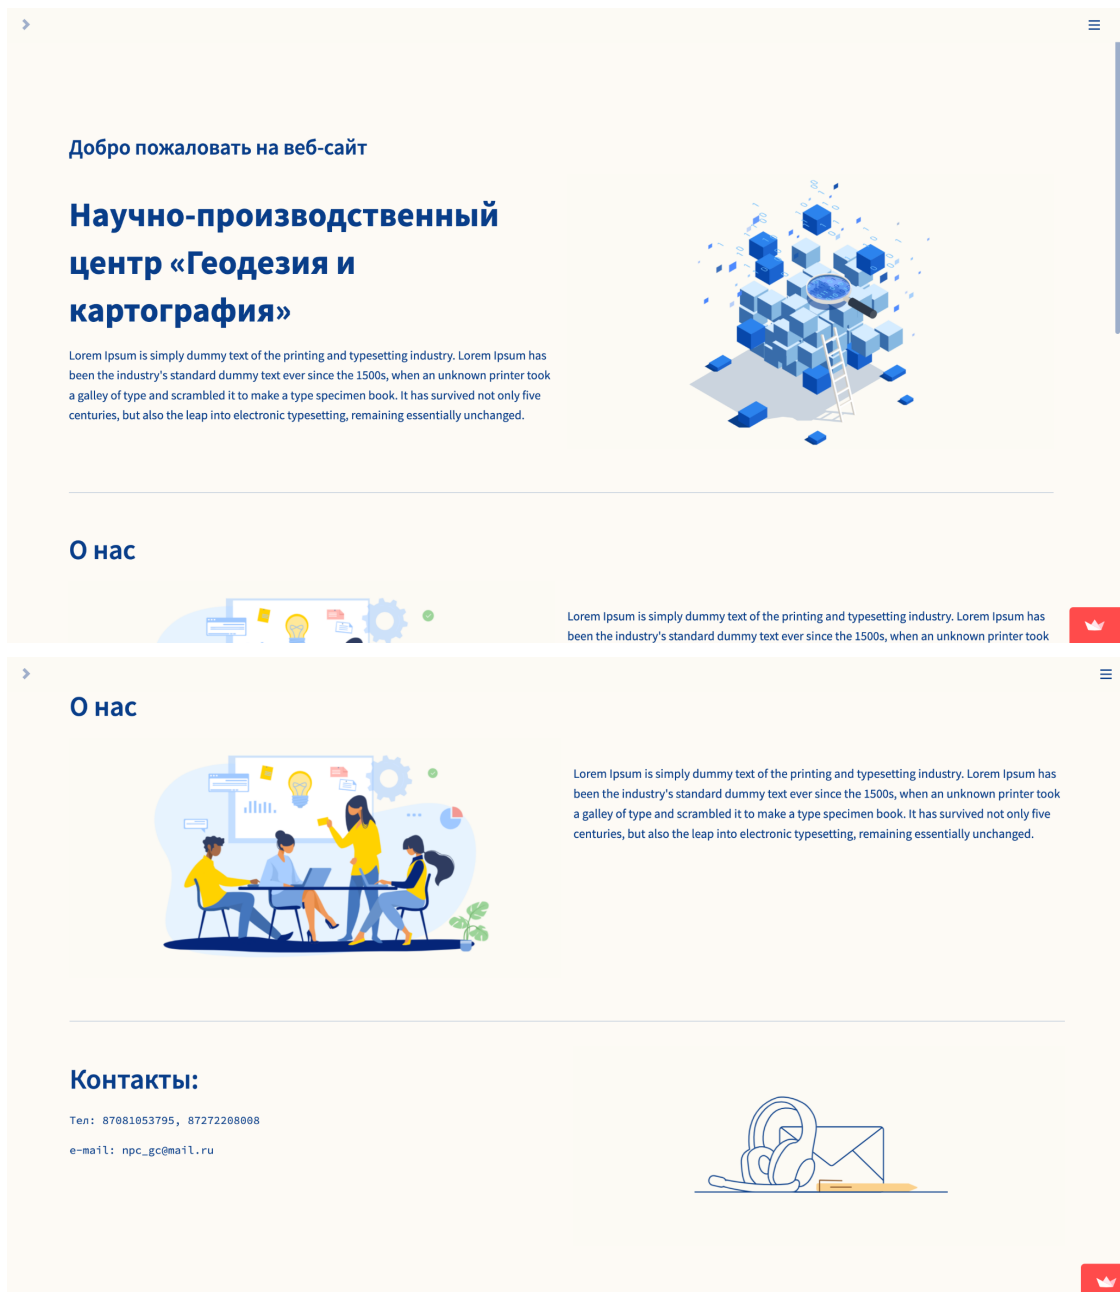 Добро пожаловать на веб-сайт
Научно-производственный
центр «Геодезия и
картография»
Lorem Ipsum is simply dummy text of the printing and typesetting industry. Lorem Ipsum has
been the industry's standard dummy text ever since the 1500s, when an unknown printer took
a galley of type and scrambled it to make a type specimen book. It has survived not only five
centuries, but also the leap into electronic typesetting, remaining essentially unchanged.
О нас
Lorem Ipsum is simply dummy text of the printing and typesetting industry. Lorem Ipsum has
been the industry's standard dummy text ever since the 1500s, when an unknown printer took
О нас
Lorem Ipsum is simply dummy text of the printing and typesetting industry. Lorem Ipsum has
been the industry's standard dummy text ever since the 1500s, when an unknown printer took
a galley of type and scrambled it to make a type specimen book. It has survived not only five
centuries, but also the leap into electronic typesetting, remaining essentially unchanged.
Контакты:
Тел: 87081053795, 87272208008
e-mail: npc_gc@mail.ru